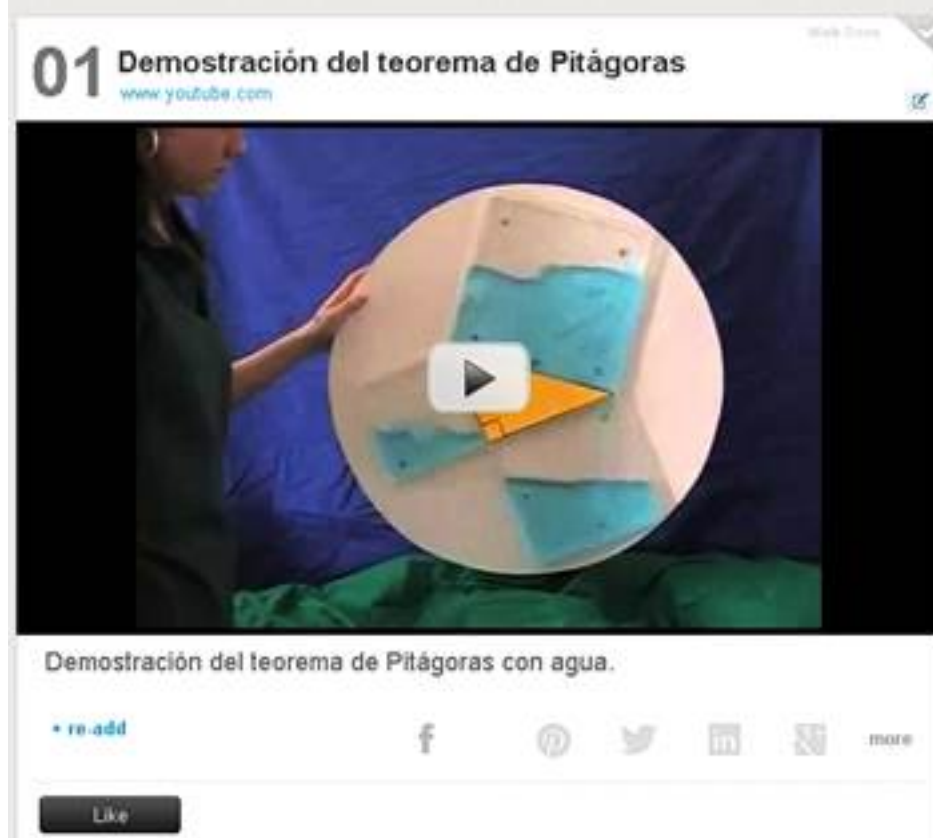 01 Demostración del teorema de Pitágoras
www.youtube.com
Demostración del teorema de Pitágoras con agua.
• re-add
f
in
more
Like